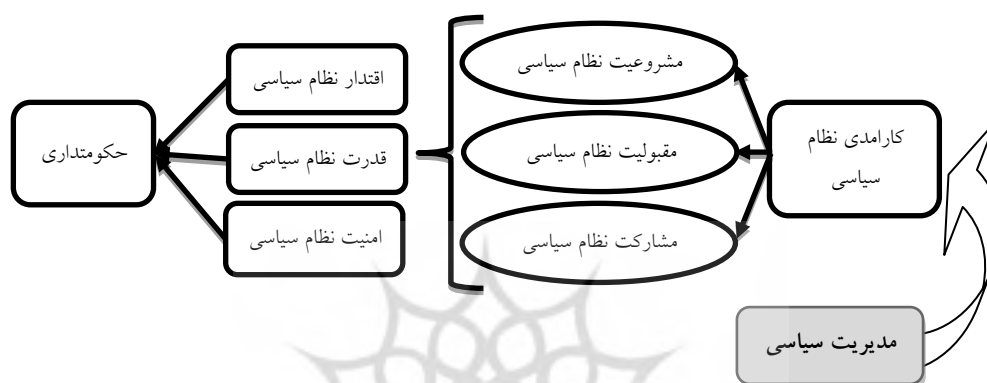 کارامدی نظام
سیاسی
مشروعیت نظام سیاسی
مقبولیت نظام سیاسی
مشارکت نظام سیاسی
اقتدار نظام سیاسی
قدرت نظام سیاسی
امنیت نظام سیاسی
حکومتداری
مدیریت سیاسی